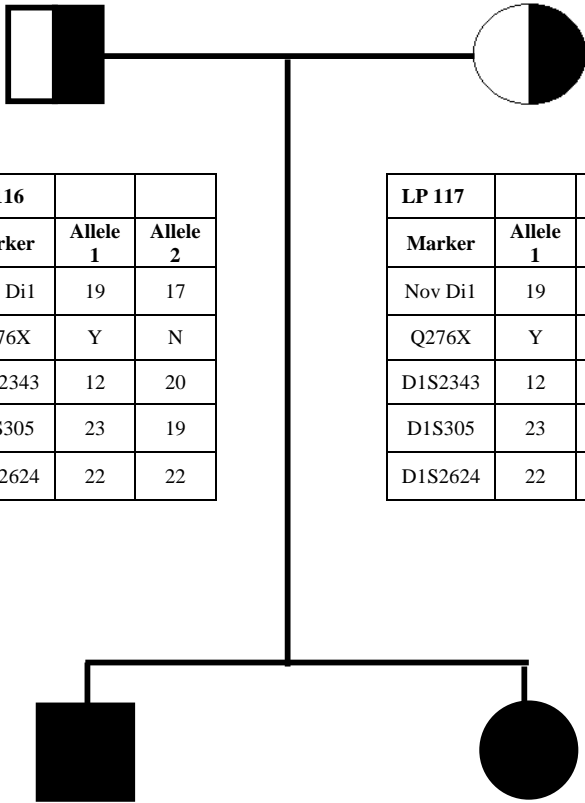 116
rker Allele 1 Allele 2
Di1 19 17
76X Y N
2343 12 20
S305 23 19
2624 22 22
LP 117
Marker Allele 1
Nov Di1 19
Q276X Y
D1S2343 12
D1S305 23
D1S2624 22